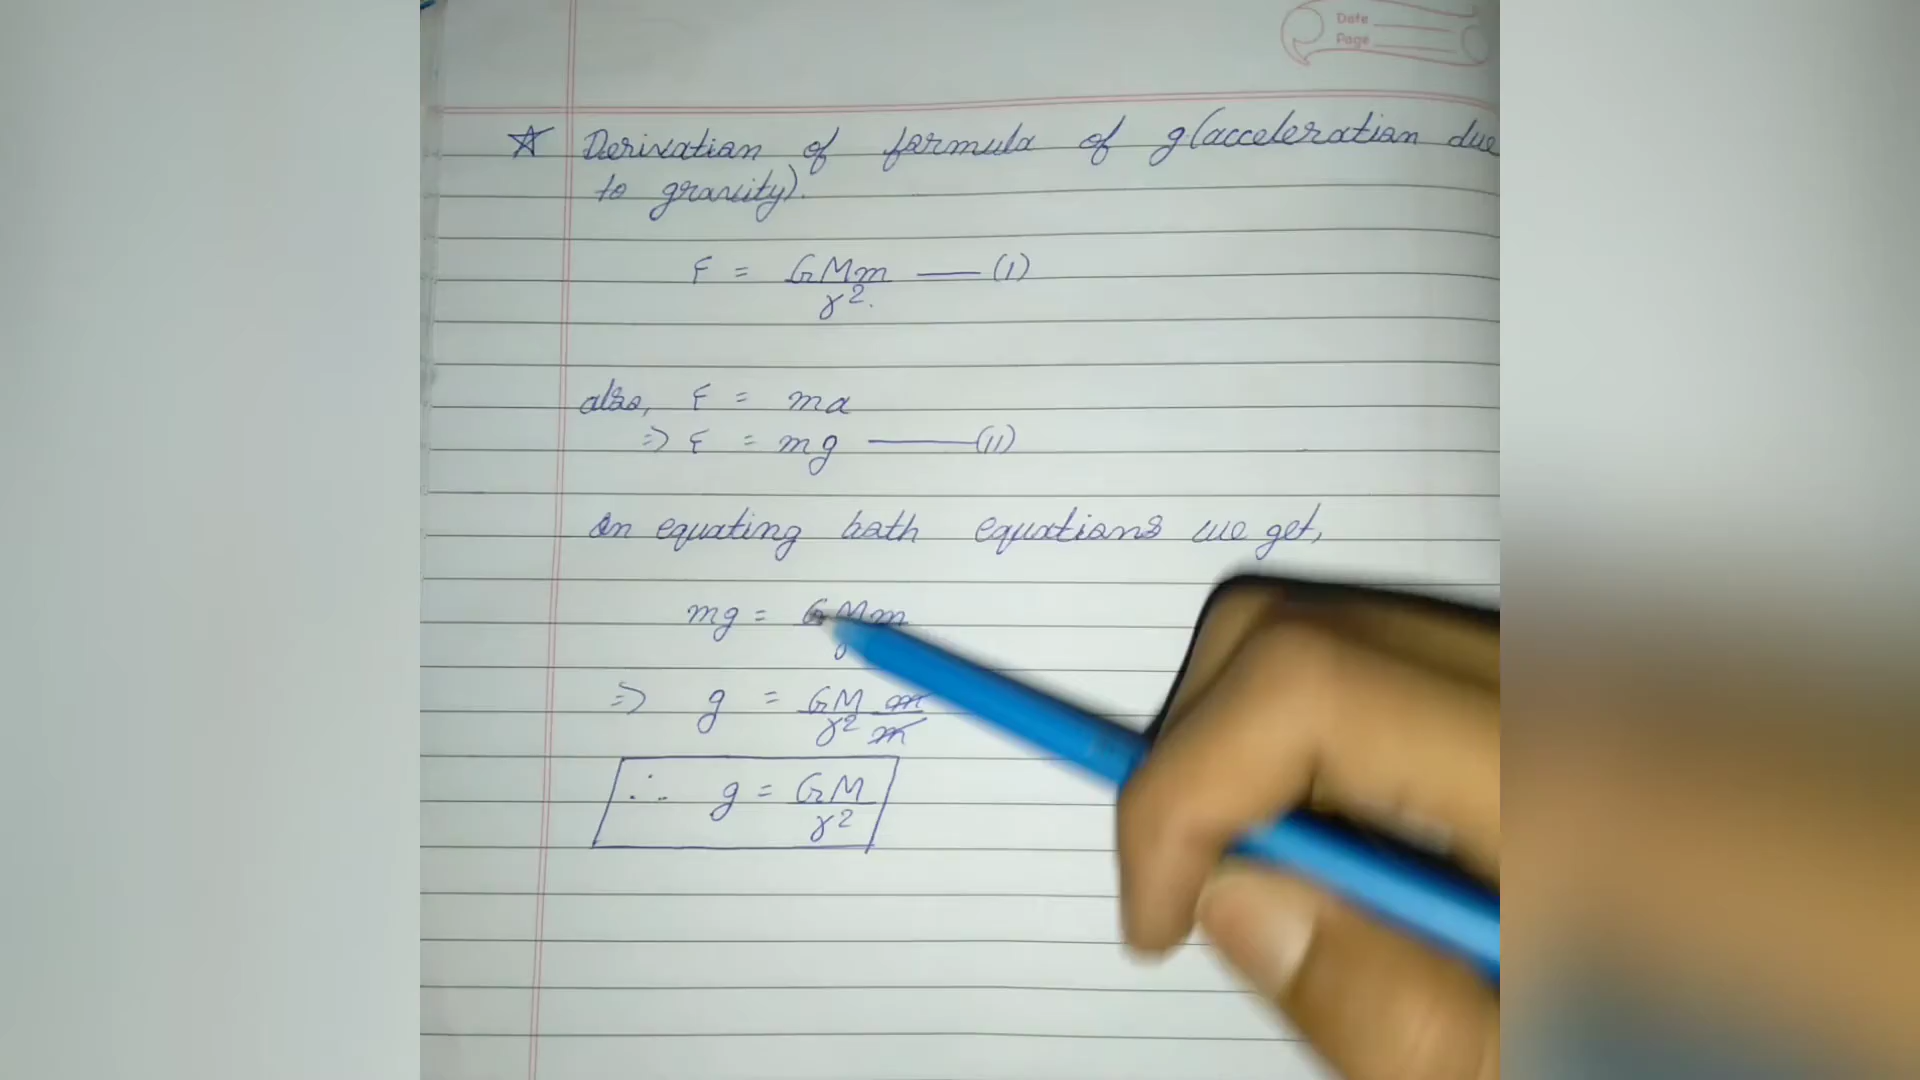 Date
Page
☆ Derivation of formula of g(acceleration due
to gravity).
F = GMm/r². —— (I)
also, F = ma
=> F = mg ——— (II)
On equating both equations we get,
mg = GMm
=> g = GM m/r² m
∴ g = GM/r²